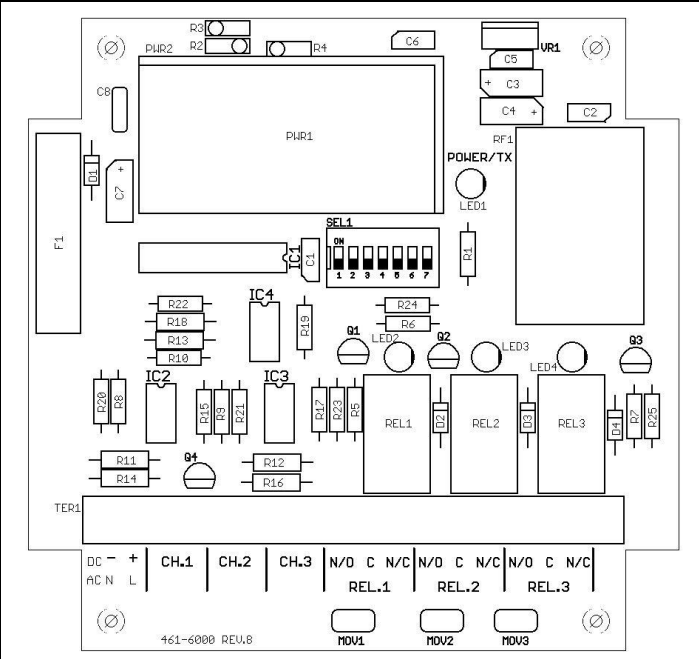 R3
R2
R4
C6
PWR2
VR1
C5
C3
+
C8
C4
+
C2
RF1
PWR1
POWER/TX
D1
+
C7
LED1
F1
SEL1
ON
1 2 3 4 5 6 7
IC1
C1
R1
IC4
R22
R18
R13
R10
R19
R24
R6
Q1
LED2
Q2
LED3
Q3
LED4
IC2
IC3
R20
R8
R15
R9
R21
R17
R23
R5
REL1
D2
REL2
D3
REL3
D4
R7
R25
R11
R14
Q4
R12
R16
TER1
DC - + CH.1 CH.2 CH.3 N/O C N/C N/O C N/C N/O C N/C
AC N L REL.1 REL.2 REL.3
461-6000 REV.8
MOV1
MOV2
MOV3